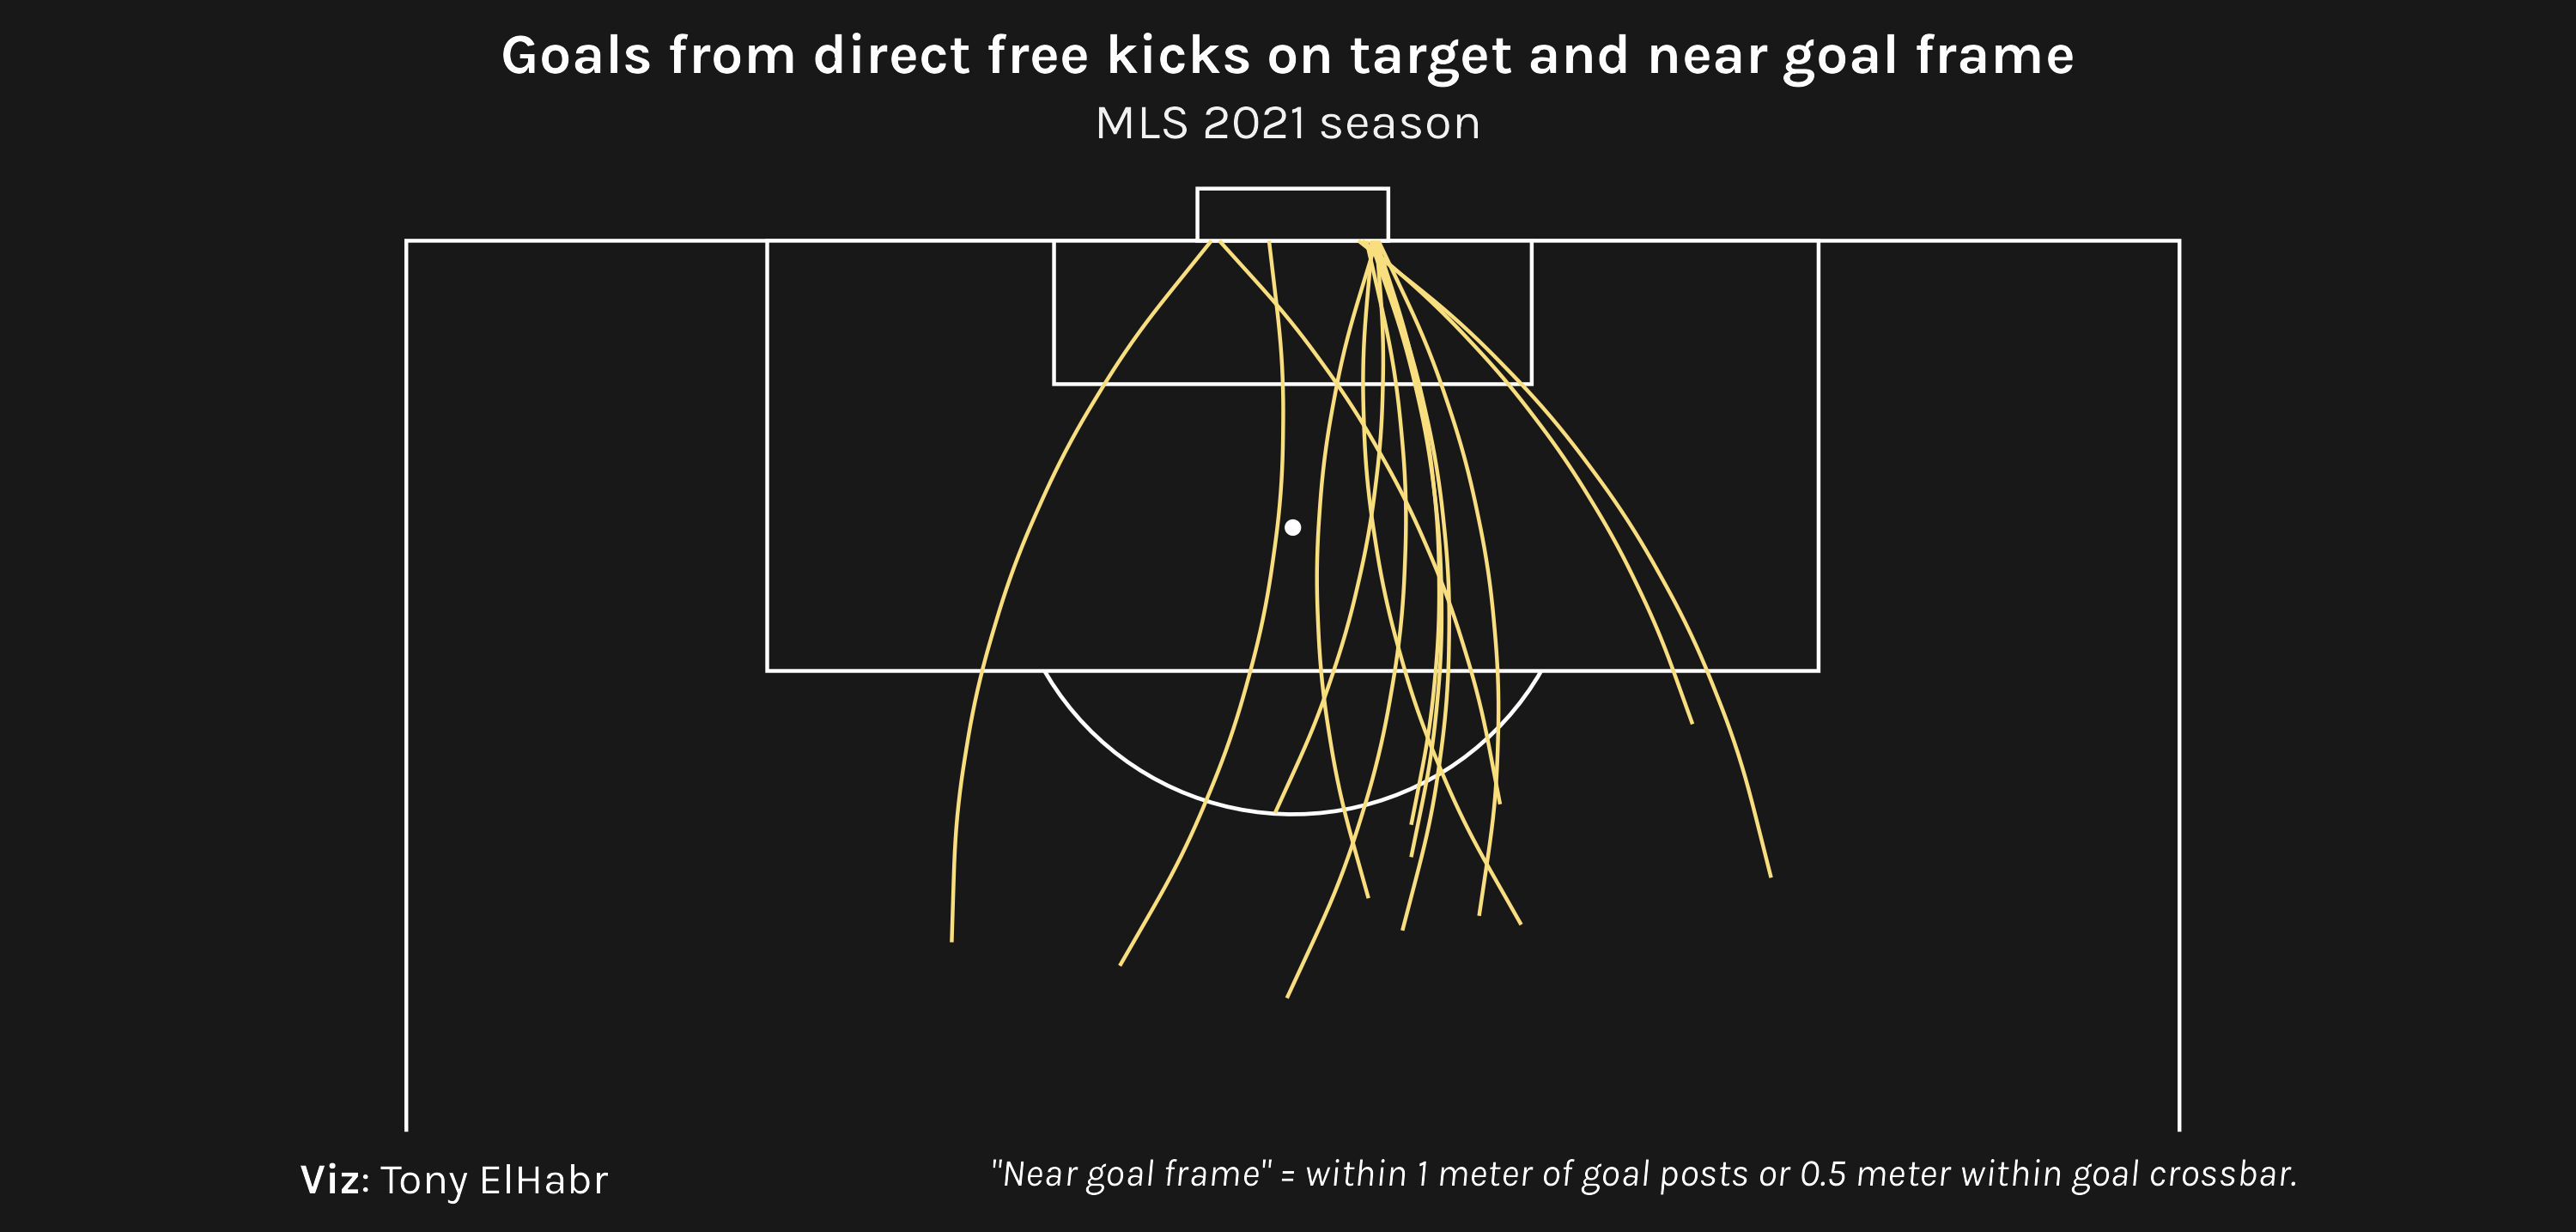 Goals from direct free kicks on target and near goal frame
MLS 2021 season
Viz: Tony ElHabr
"Near goal frame" = within 1 meter of goal posts or 0.5 meter within goal crossbar.